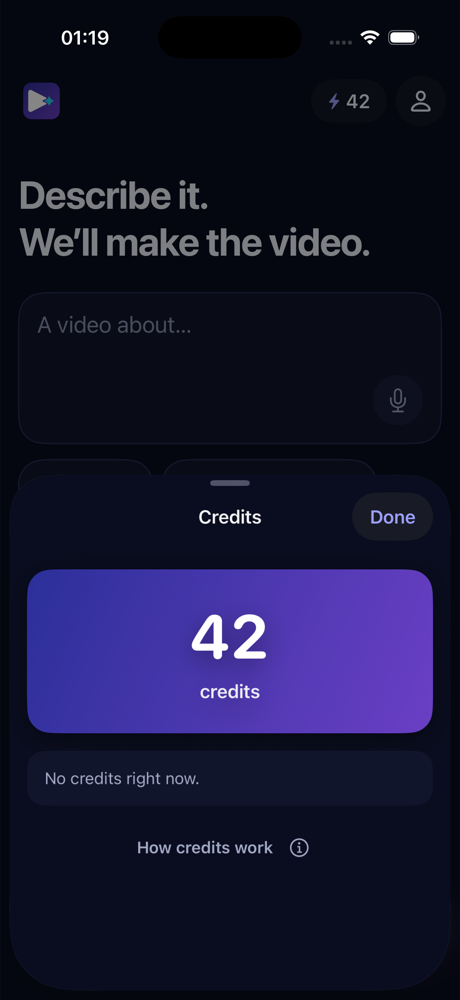 01:19
42
Describe it.
We’ll make the video.
A video about...
Credits
Done
42
credits
No credits right now.
How credits work